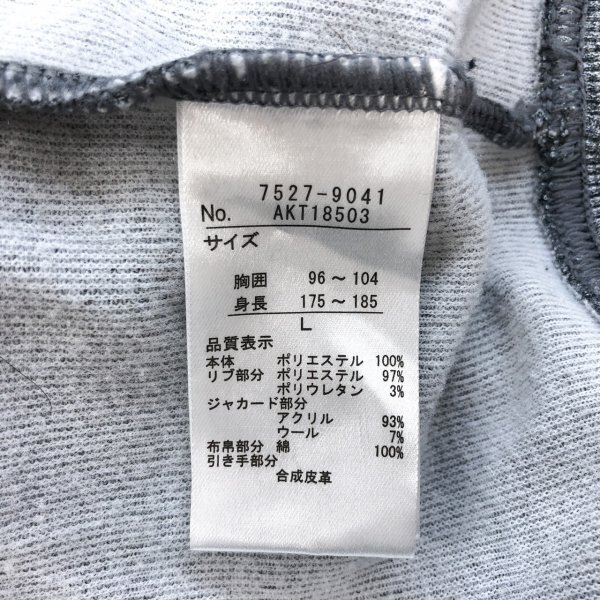 7527-9041
No. AKT18503
サイズ
胸囲 96～104
身長 175～185
L
品質表示
本体 ポリエステル 100%
リブ部分 ポリエステル 97%
ポリウレタン 3%
ジャカード部分
アクリル 93%
ウール 7%
布帛部分 綿 100%
引き手部分
合成皮革